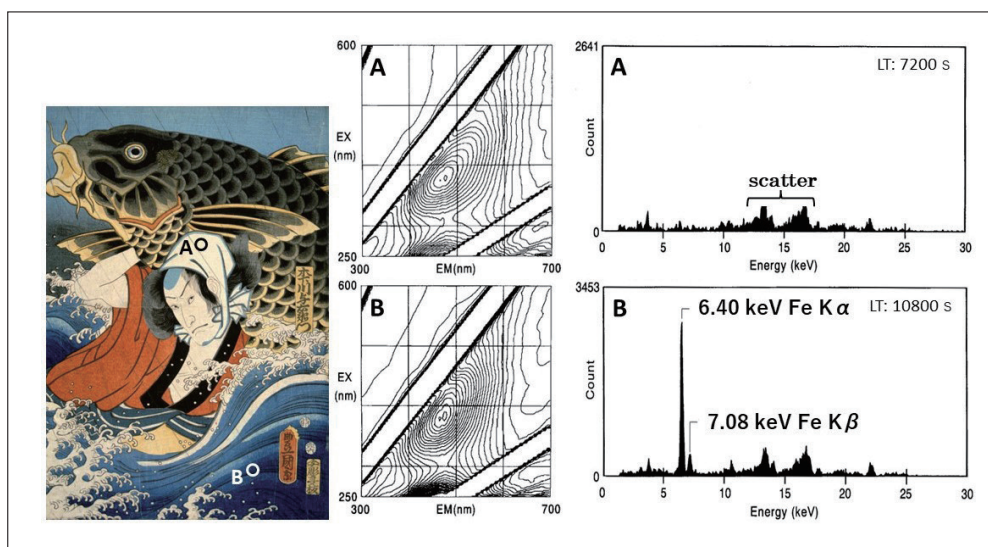 A
B
600
A
EX
(nm)
250
300
EM(nm)
700
600
B
EX
(nm)
250
300
EM(nm)
700
2641
A
LT: 7200 s
Count
scatter
0
0 5 10 15 20 25 30
Energy (keV)
3453
B
LT: 10800 s
6.40 keV Fe K α
7.08 keV Fe K β
Count
0
0 5 10 15 20 25 30
Energy (keV)